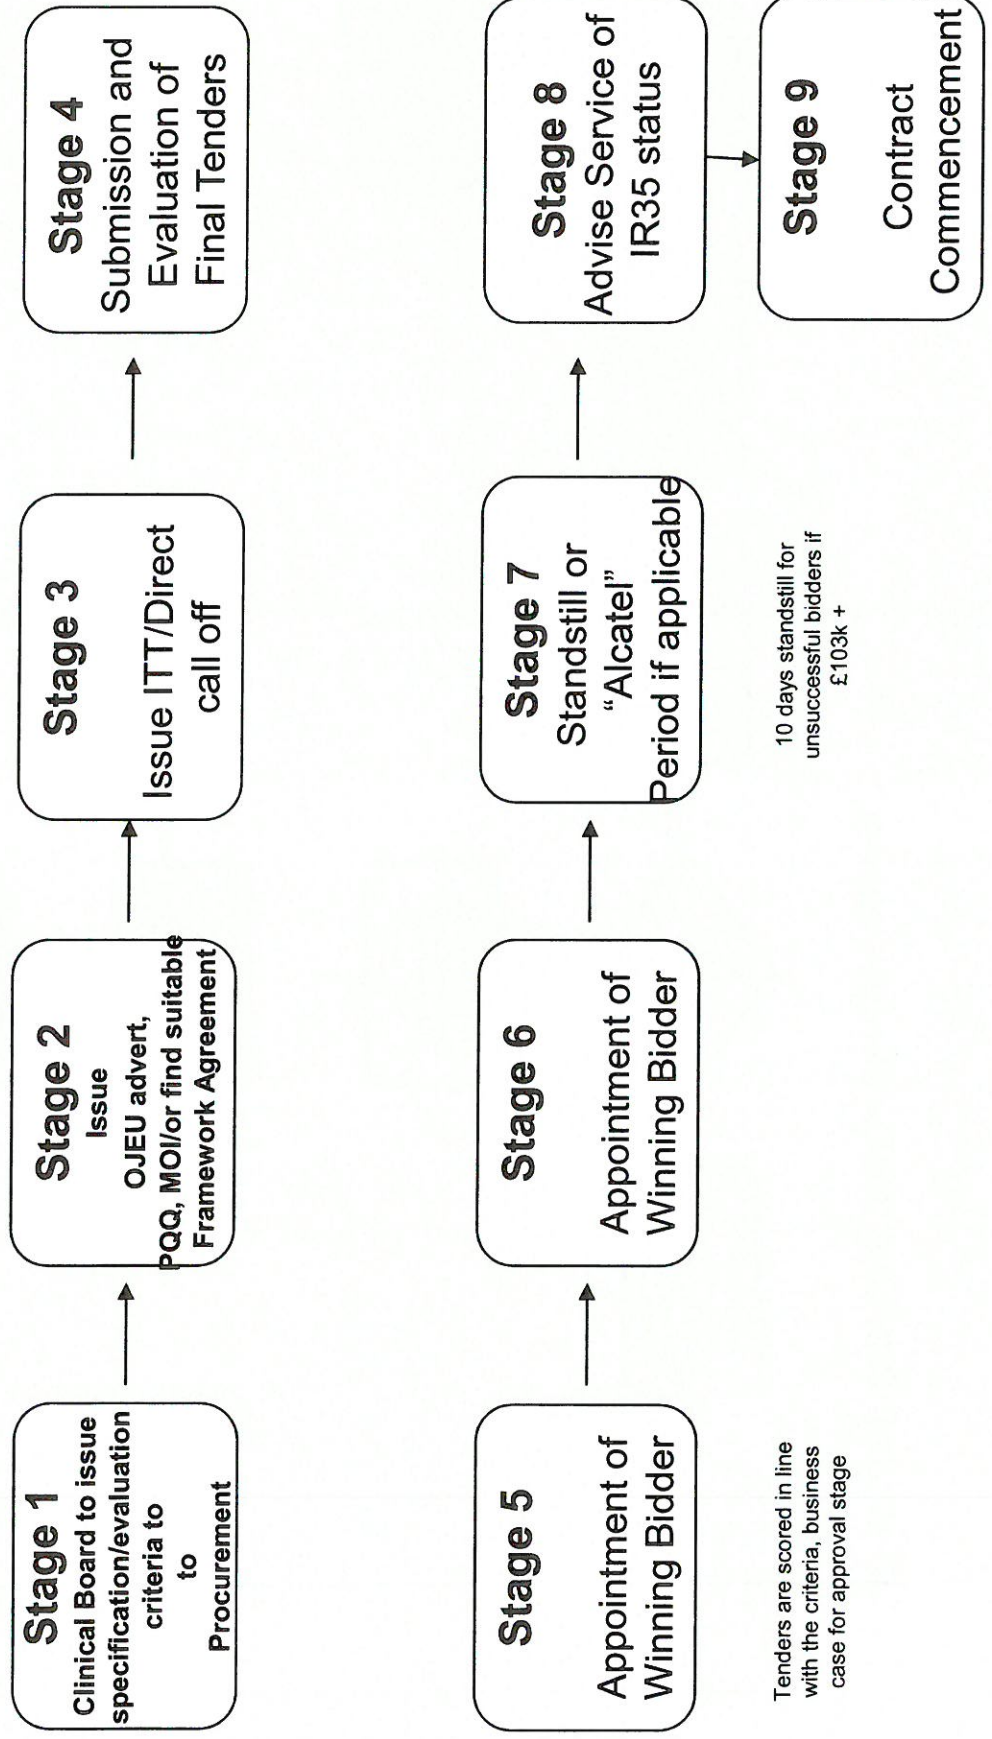 Stage 1
Clinical Board to issue
specification/evaluation
criteria to
to
Procurement
Stage 2
Issue
OJEU advert,
PQQ, MOI/or find suitable
Framework Agreement
Stage 3
Issue ITT/Direct
call off
Stage 4
Submission and
Evaluation of
Final Tenders
Stage 5
Appointment of
Winning Bidder
Stage 6
Appointment of
Winning Bidder
Stage 7
Standstill or
“Alcatel”
Period if applicable
Stage 8
Advise Service of
IR35 status
Stage 9
Contract
Commencement
Tenders are scored in line
with the criteria, business
case for approval stage
10 days standstill for
unsuccessful bidders if
£103k +